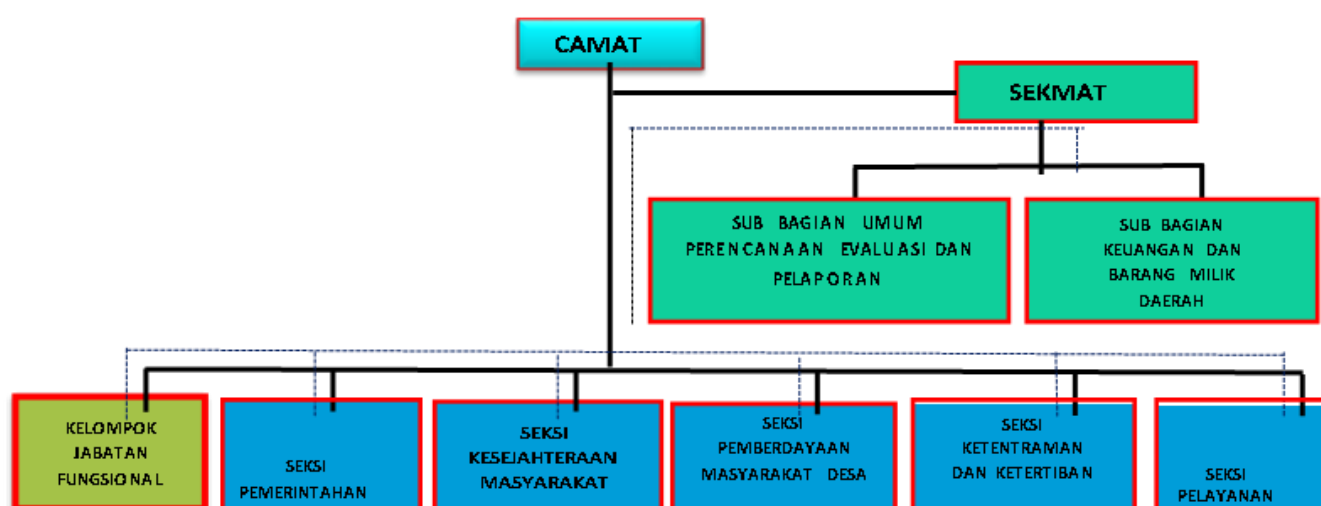 CAMAT
SEKMAT
SUB BAGIAN UMUM
PERENCANAAN EVALUASI DAN
PELAPORAN
SUB BAGIAN
KEUANGAN DAN
BARANG MILIK
DAERAH
KELOMPOK
JABATAN
FUNGSIONAL
SEKSI
PEMERINTAHAN
SEKSI
KESEJAHTERAAN
MASYARAKAT
SEKSI
PEMBERDAYAAN
MASYARAKAT DESA
SEKSI
KETENTRAMAN
DAN KETERTIBAN
SEKSI
PELAYANAN